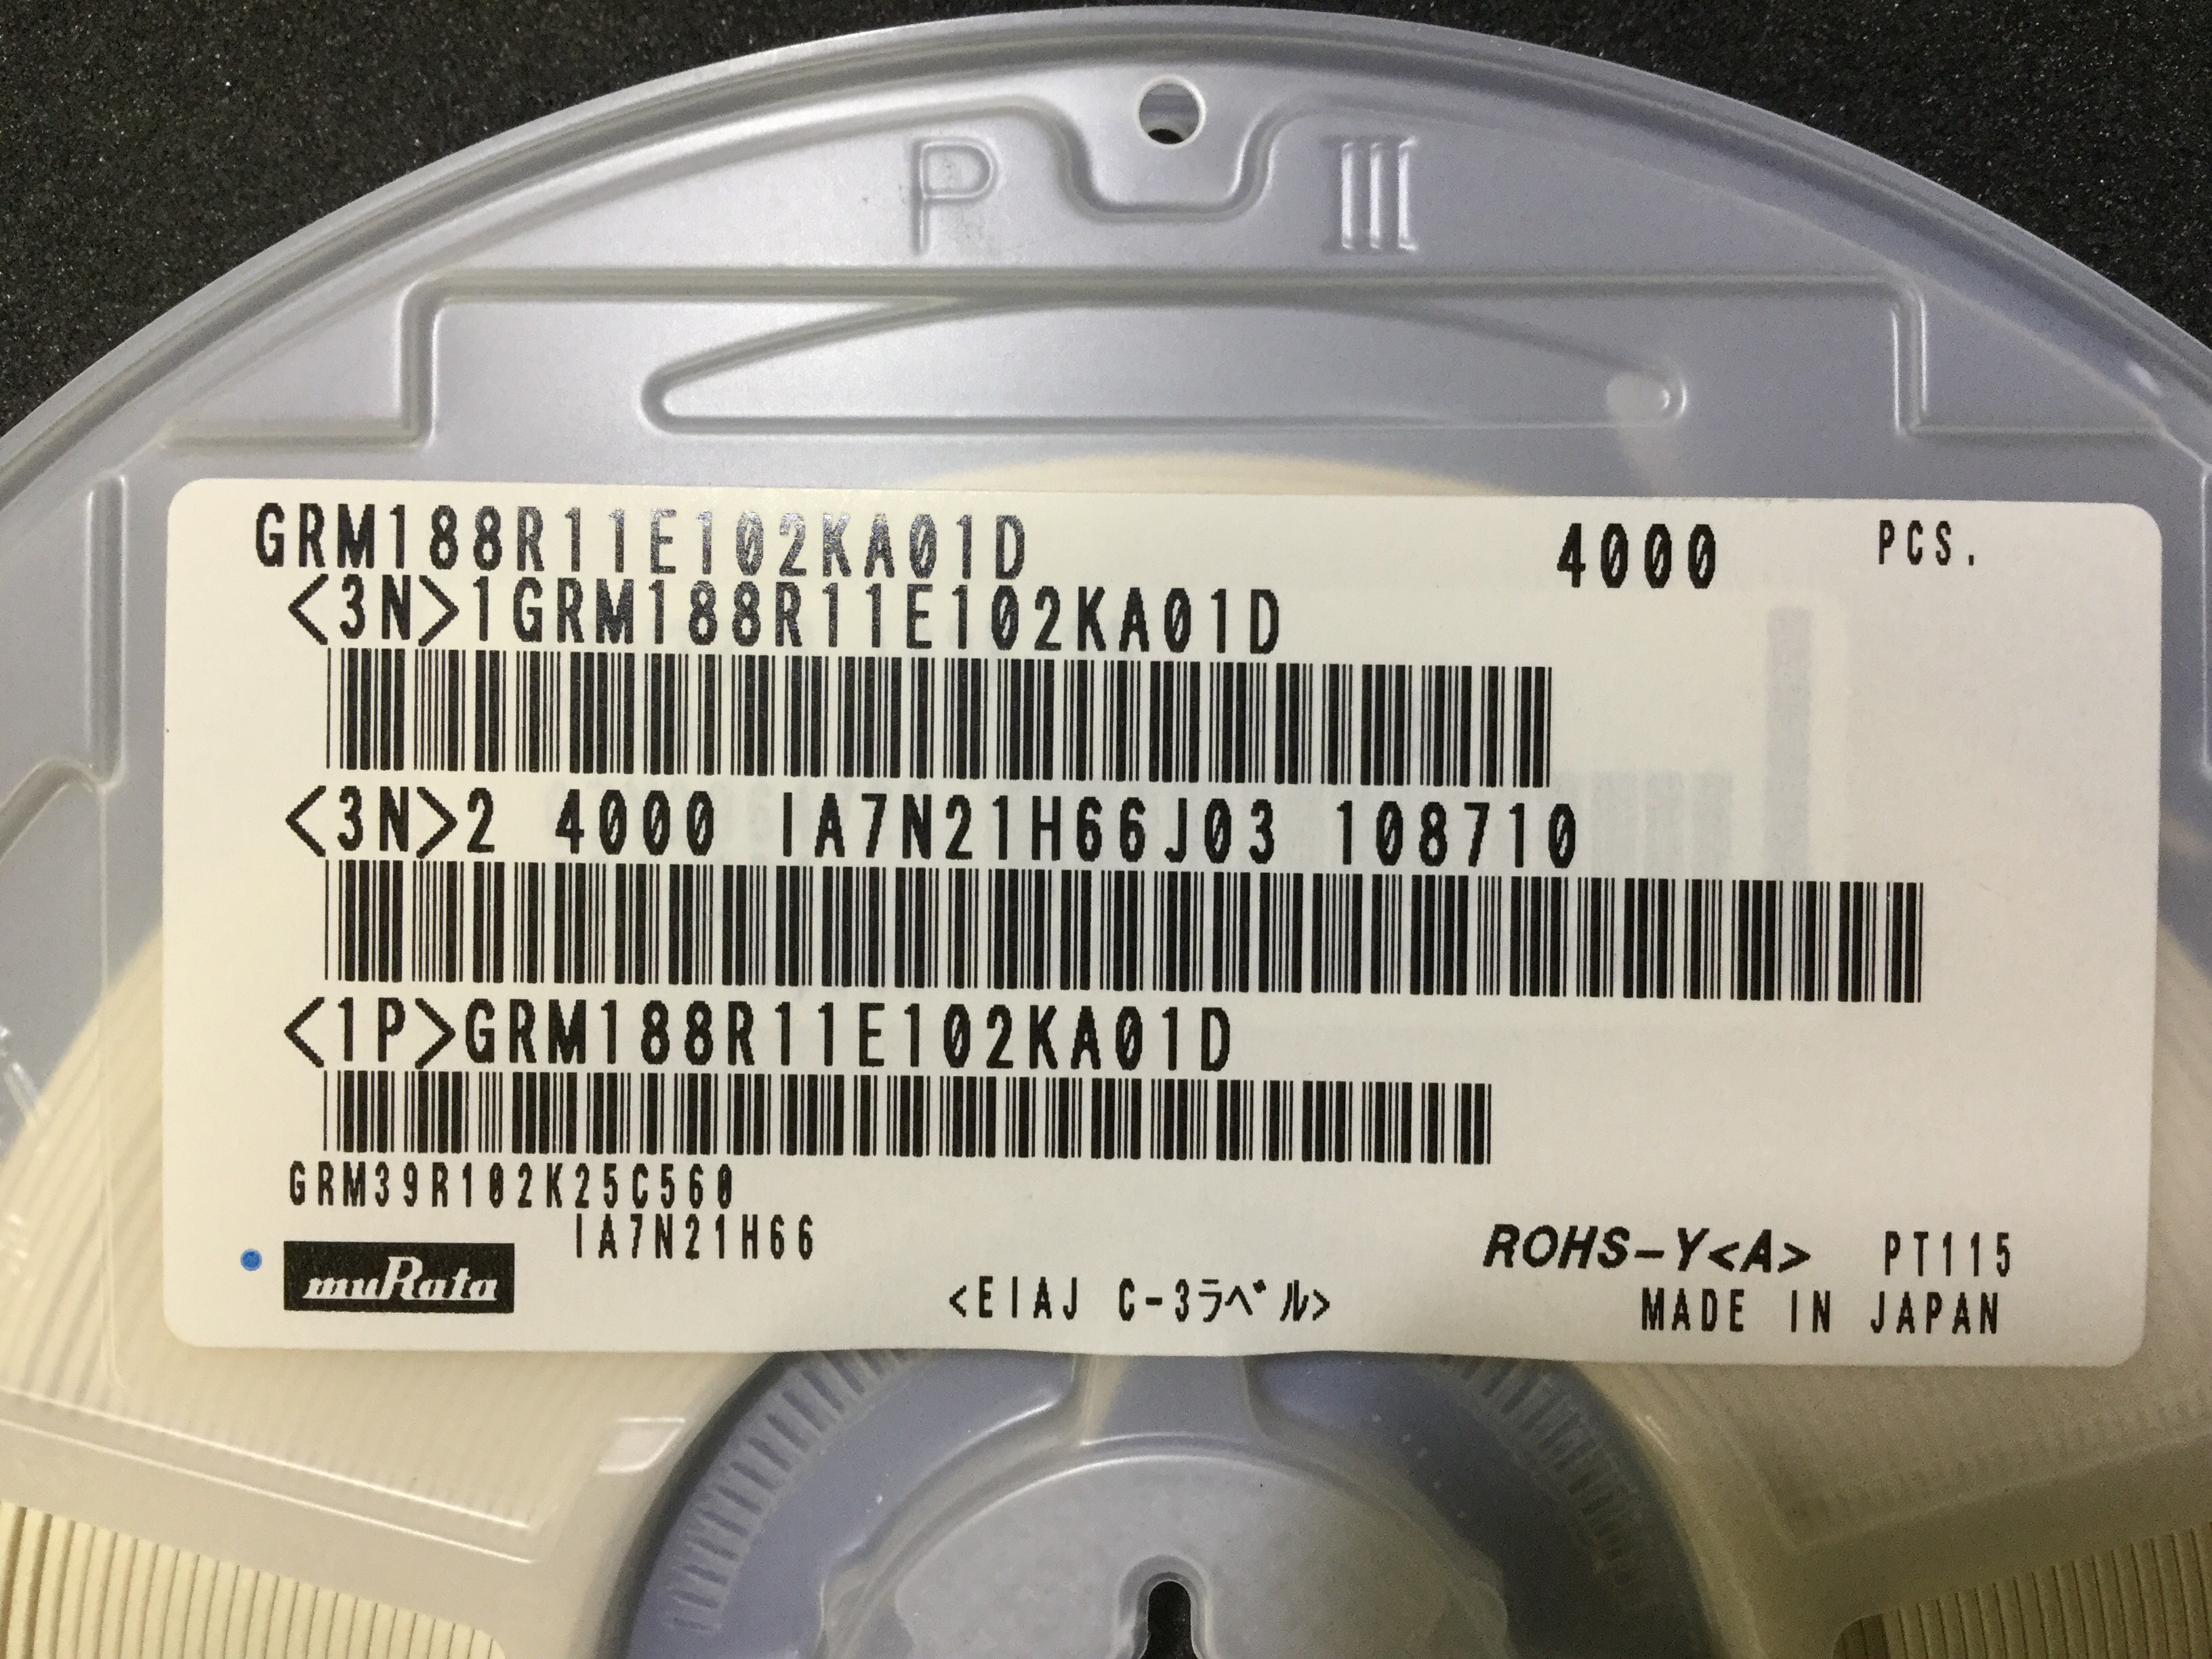 P III
GRM188R11E102KA01D 4000 PCS.
<3N>1GRM188R11E102KA01D
<3N>2 4000 IA7N21H66J03 108710
<1P>GRM188R11E102KA01D
GRM39R102K25C560
IA7N21H66
muRata
<EIAJ C-3ラベル>
ROHS-Y<A> PT115
MADE IN JAPAN